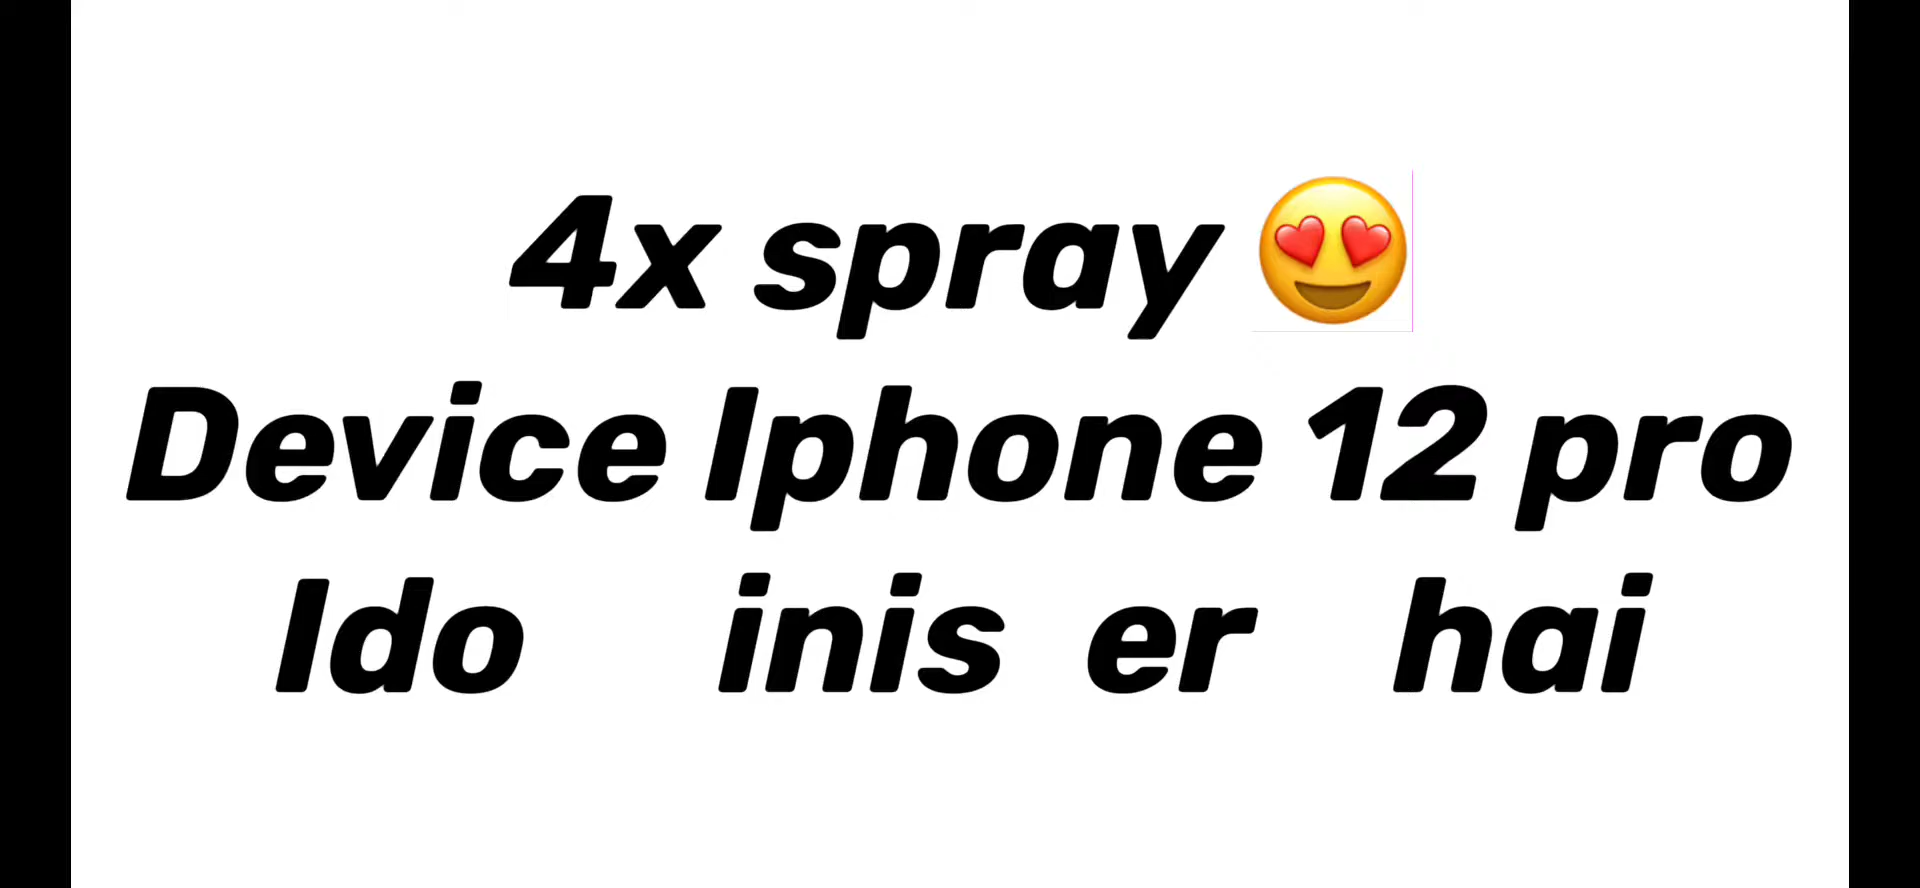 4x spray 😍
Device Iphone 12 pro
Ido inis er hai